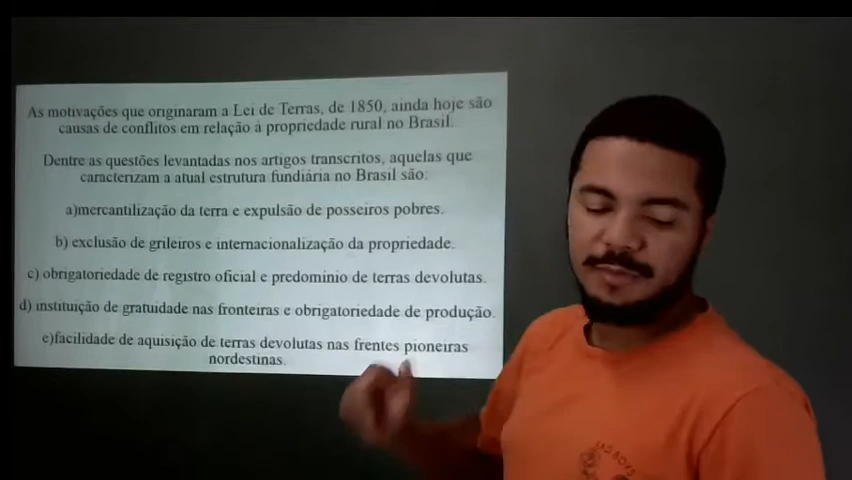 As motivações que originaram a Lei de Terras, de 1850, ainda hoje são
causas de conflitos em relação à propriedade rural no Brasil.
Dentre as questões levantadas nos artigos transcritos, aquelas que
caracterizam a atual estrutura fundiária no Brasil são:
a)mercantilização da terra e expulsão de posseiros pobres.
b) exclusão de grileiros e internacionalização da propriedade.
c) obrigatoriedade de registro oficial e predomínio de terras devolutas.
d) instituição de gratuidade nas fronteiras e obrigatoriedade de produção.
e)facilidade de aquisição de terras devolutas nas frentes pioneiras
nordestinas.